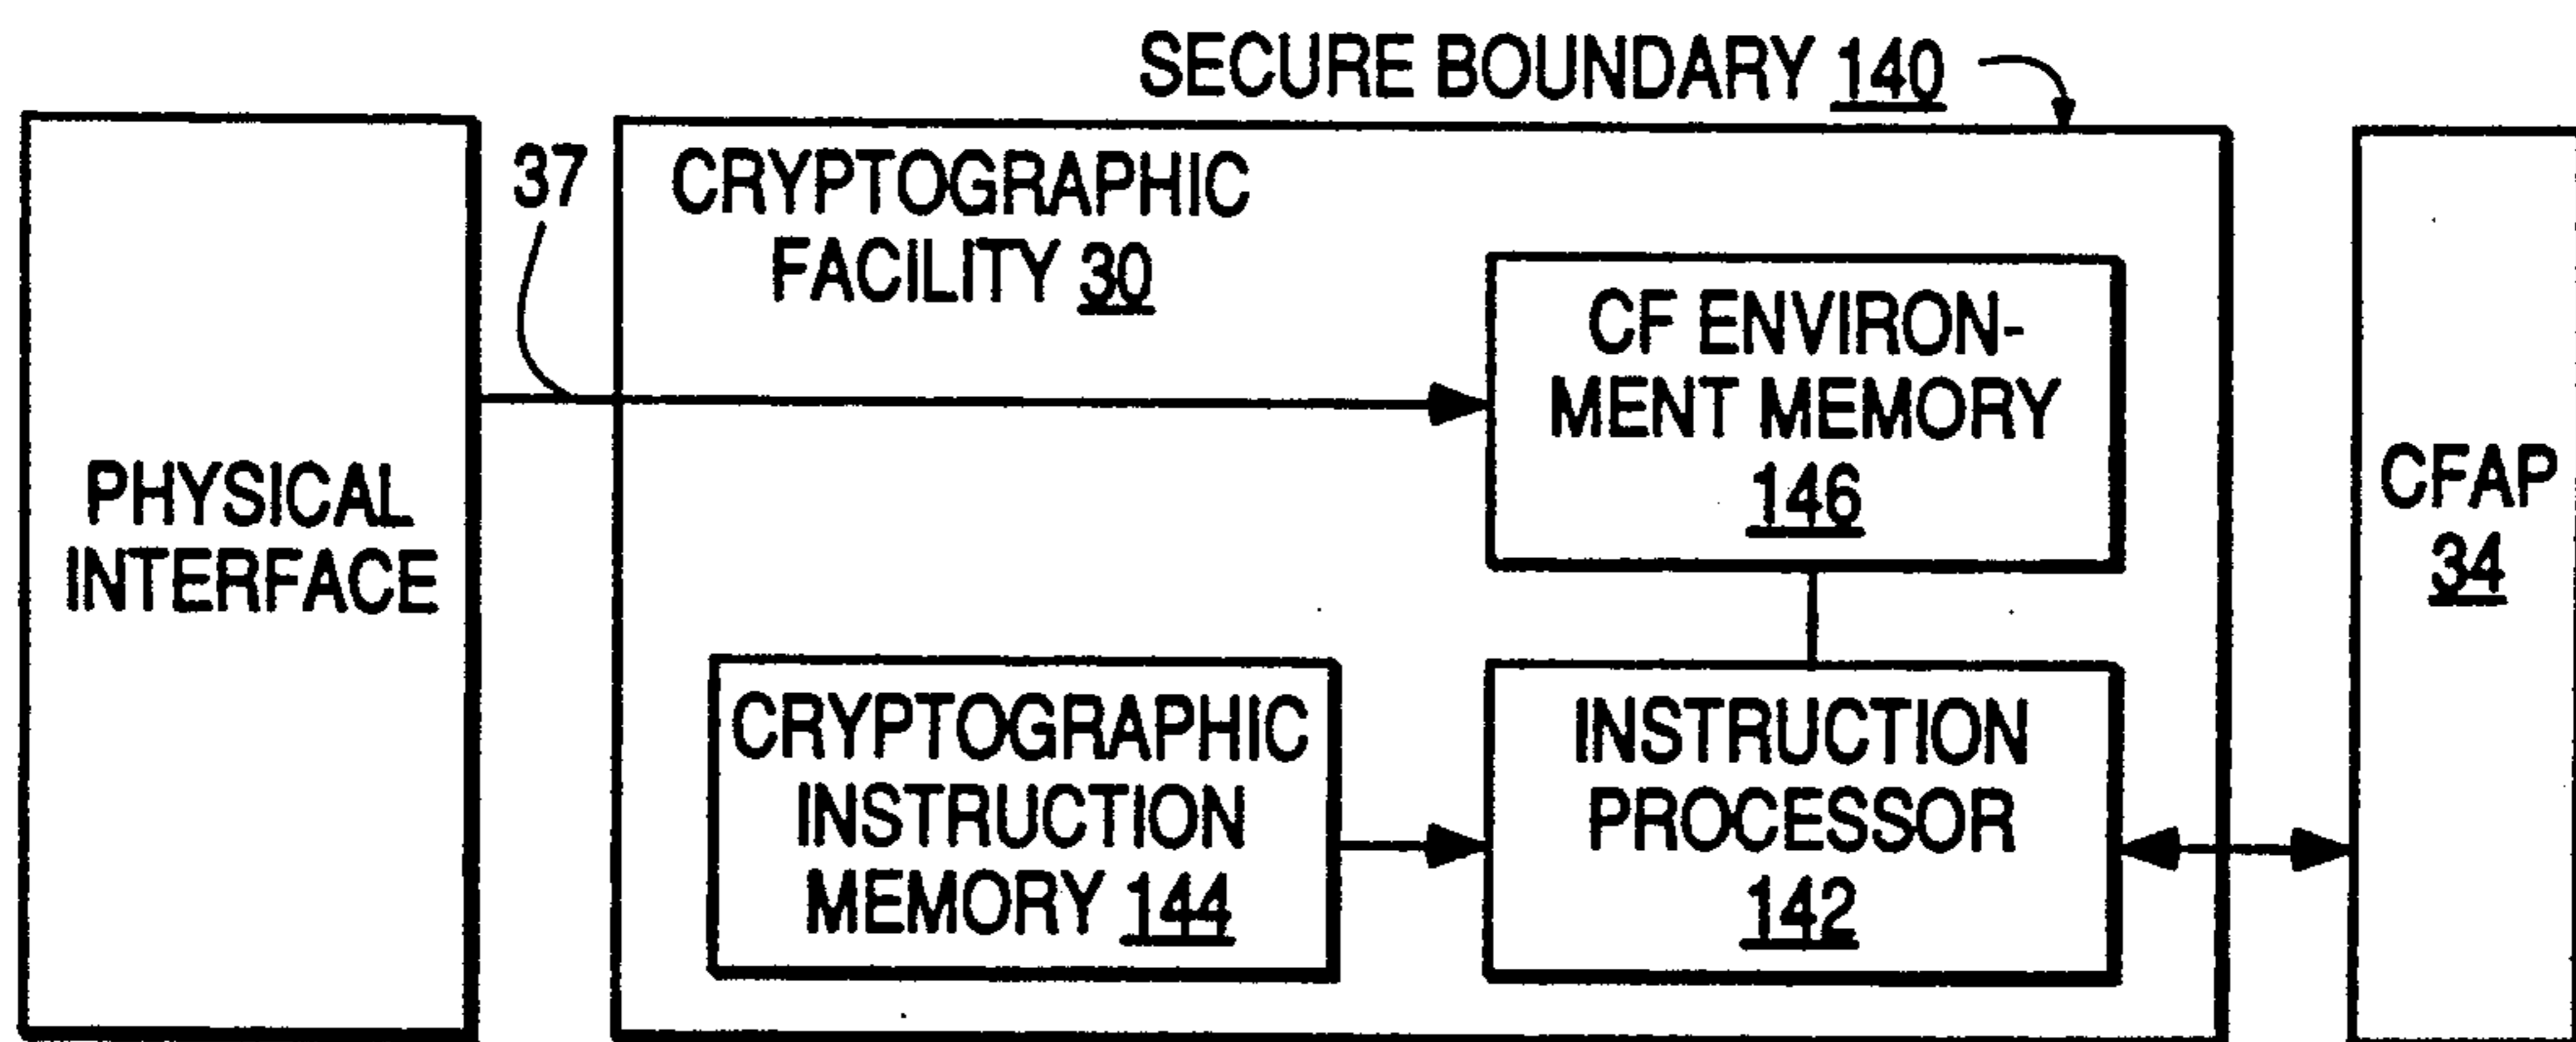 SECURE BOUNDARY 140
37
CRYPTOGRAPHIC
FACILITY 30
PHYSICAL
INTERFACE
CF ENVIRON-
MENT MEMORY
146
CFAP
34
CRYPTOGRAPHIC
INSTRUCTION
MEMORY 144
INSTRUCTION
PROCESSOR
142